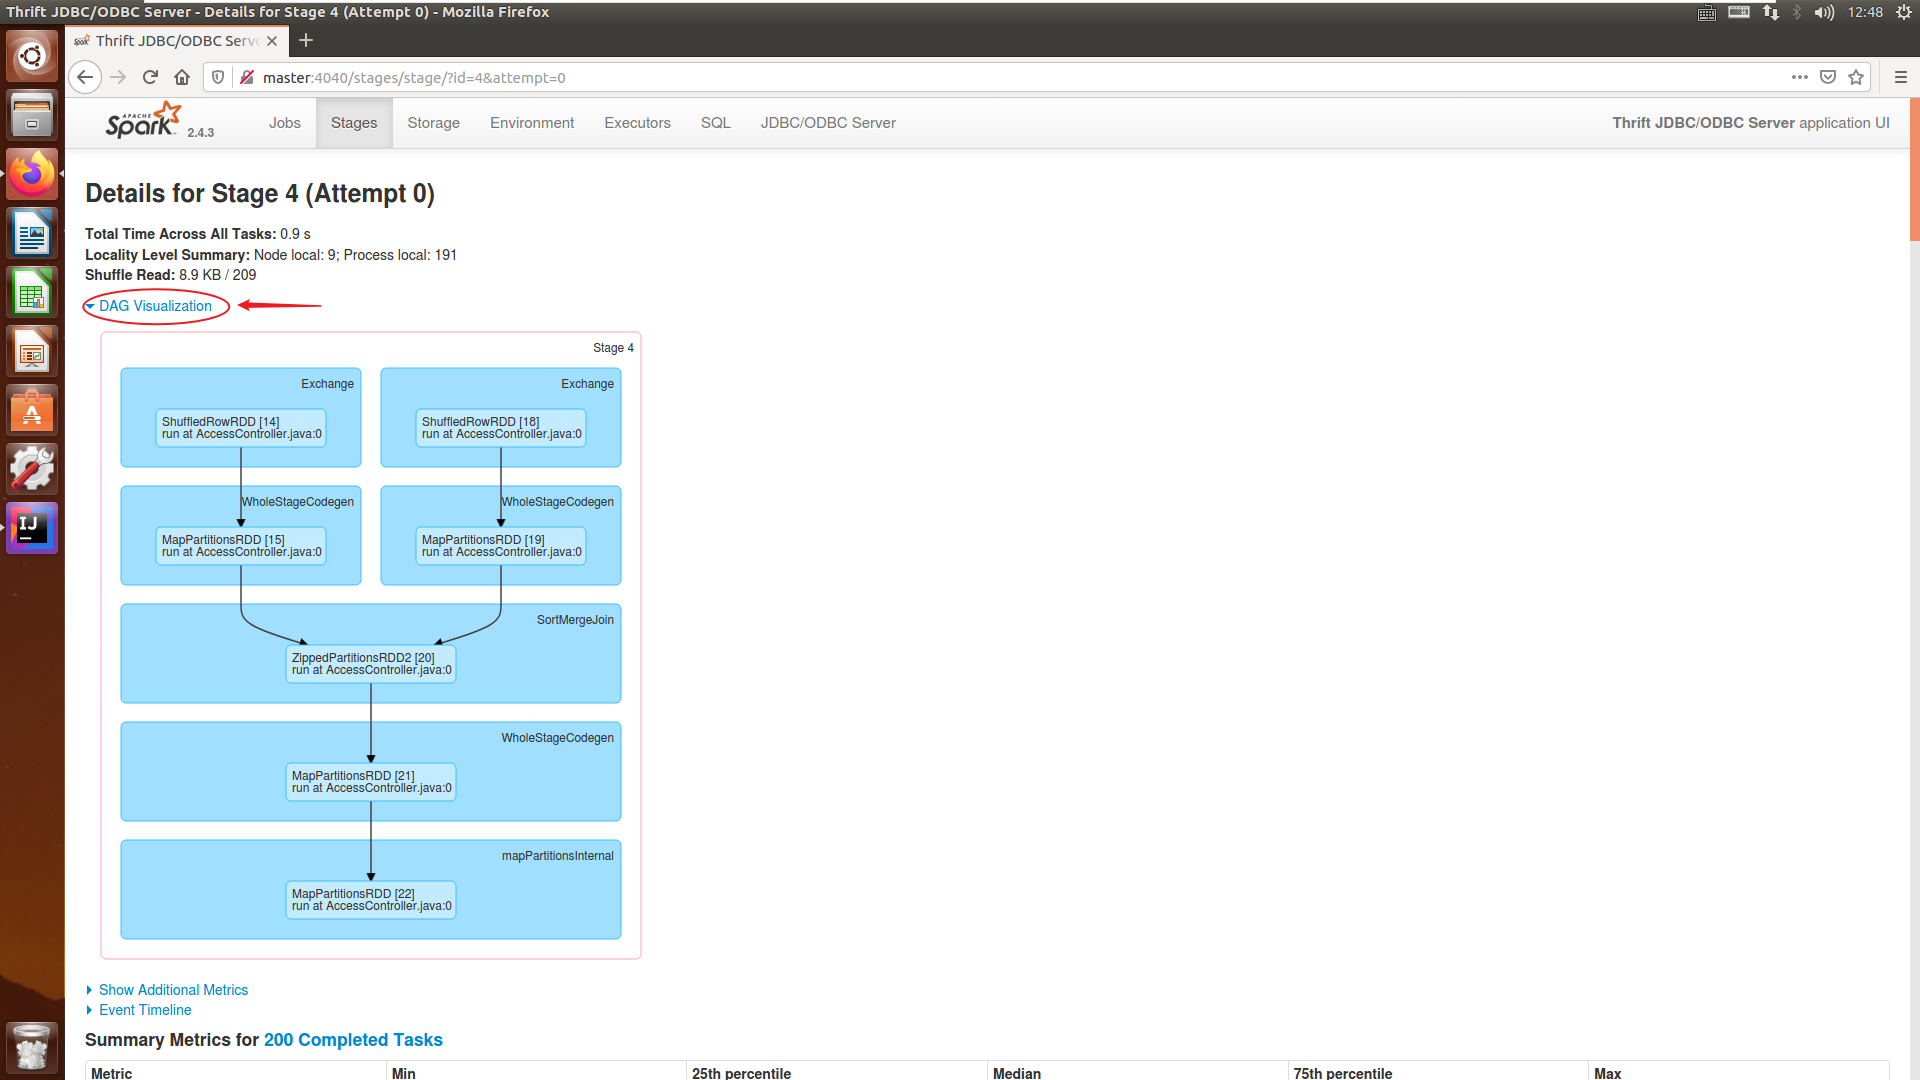 Thrift JDBC/ODBC Server - Details for Stage 4 (Attempt 0) - Mozilla Firefox
12:48
Spark Thrift JDBC/ODBC Serve
master:4040/stages/stage/?id=4&attempt=0
APACHE Spark 2.4.3
Jobs Stages Storage Environment Executors SQL JDBC/ODBC Server
Thrift JDBC/ODBC Server application UI
Details for Stage 4 (Attempt 0)
Total Time Across All Tasks: 0.9 s
Locality Level Summary: Node local: 9; Process local: 191
Shuffle Read: 8.9 KB / 209
DAG Visualization
Stage 4
Exchange
ShuffledRowRDD [14]
run at AccessController.java:0
Exchange
ShuffledRowRDD [18]
run at AccessController.java:0
WholeStageCodegen
MapPartitionsRDD [15]
run at AccessController.java:0
WholeStageCodegen
MapPartitionsRDD [19]
run at AccessController.java:0
SortMergeJoin
ZippedPartitionsRDD2 [20]
run at AccessController.java:0
WholeStageCodegen
MapPartitionsRDD [21]
run at AccessController.java:0
mapPartitionsInternal
MapPartitionsRDD [22]
run at AccessController.java:0
Show Additional Metrics
Event Timeline
Summary Metrics for 200 Completed Tasks
Metric Min 25th percentile Median 75th percentile Max
IJ